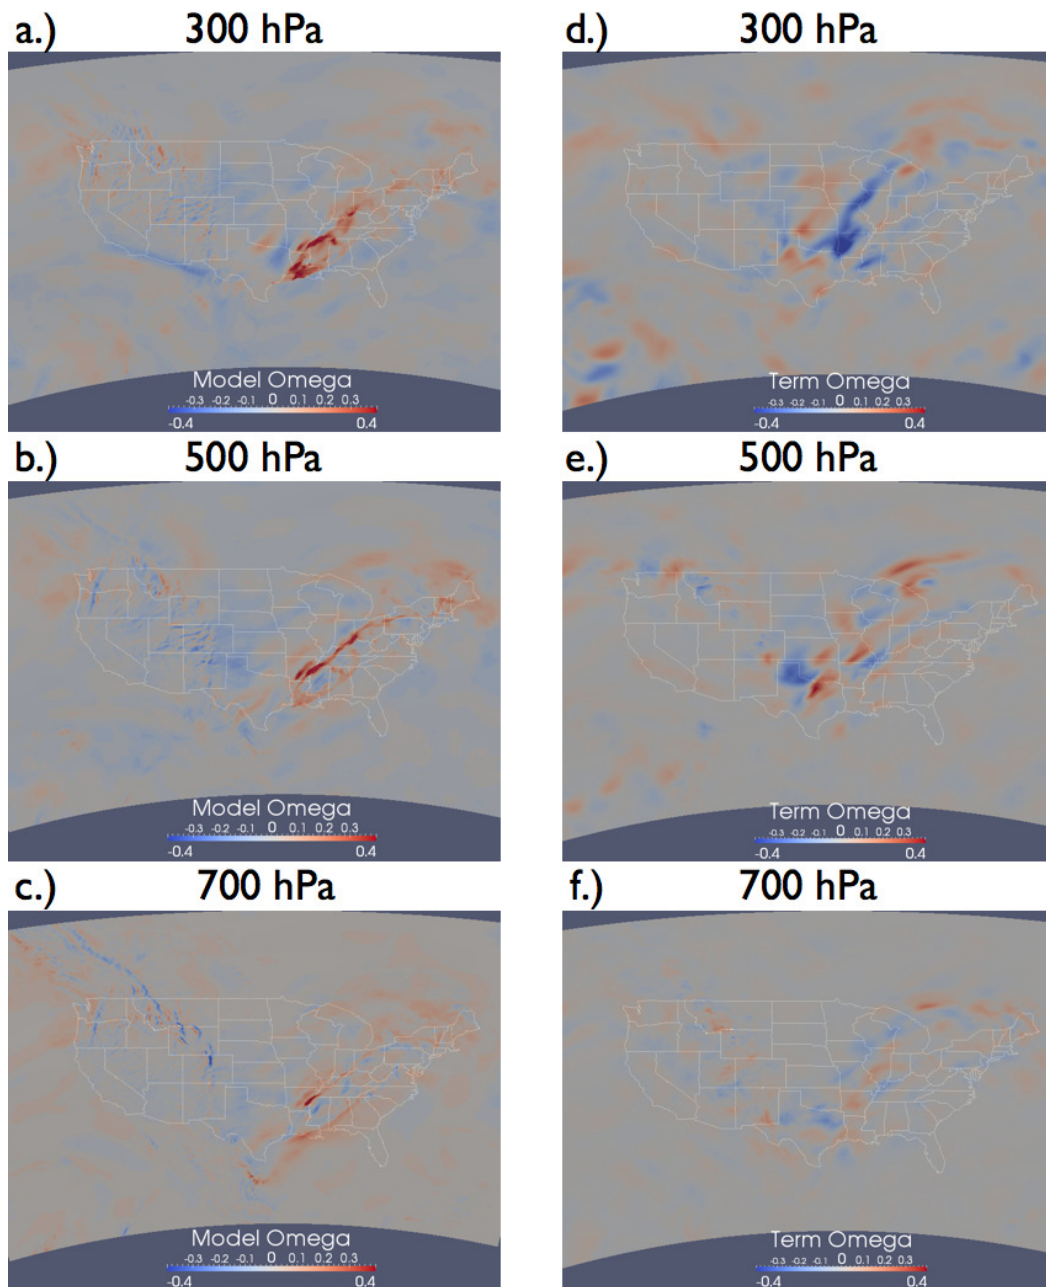 a.) 300 hPa
d.) 300 hPa
Model Omega
-0.3 -0.2 -0.1 0 0.1 0.2 0.3
-0.4 0.4
Term Omega
-0.3 -0.2 -0.1 0 0.1 0.2 0.3
-0.4 0.4
b.) 500 hPa
e.) 500 hPa
Model Omega
-0.3 -0.2 -0.1 0 0.1 0.2 0.3
-0.4 0.4
Term Omega
-0.3 -0.2 -0.1 0 0.1 0.2 0.3
-0.4 0.4
c.) 700 hPa
f.) 700 hPa
Model Omega
-0.3 -0.2 -0.1 0 0.1 0.2 0.3
-0.4 0.4
Term Omega
-0.3 -0.2 -0.1 0 0.1 0.2 0.3
-0.4 0.4